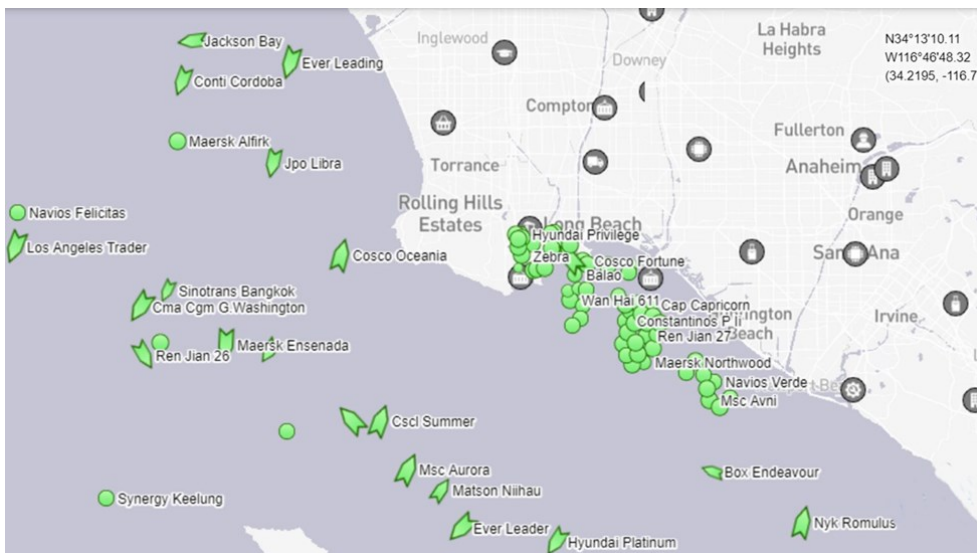 Jackson Bay
Ever Leading
Conti Cordoba
Maersk Alfirk
Jpo Libra
Navios Felicitas
Los Angeles Trader
Cosco Oceania
Sinotrans Bangkok
Cma Cgm G.Washington
Ren Jian 26
Maersk Ensenada
Cscl Summer
Msc Aurora
Matson Niihau
Synergy Keelung
Ever Leader
Hyundai Platinum
Box Endeavour
Nyk Romulus
Inglewood
Downey
Compton
Torrance
Rolling Hills
Estates
Long Beach
Hyundai Privilege
Zebra
Cosco Fortune
Balao
Wan Hai 611
Cap Capricorn
Constantinos P II
Ren Jian 27
Maersk Northwood
Navios Verde
Msc Avni
Beach
La Habra
Heights
Fullerton
Anaheim
Orange
Santa Ana
Irvine
N34°13'10.11
W116°46'48.32
(34.2195, -116.7